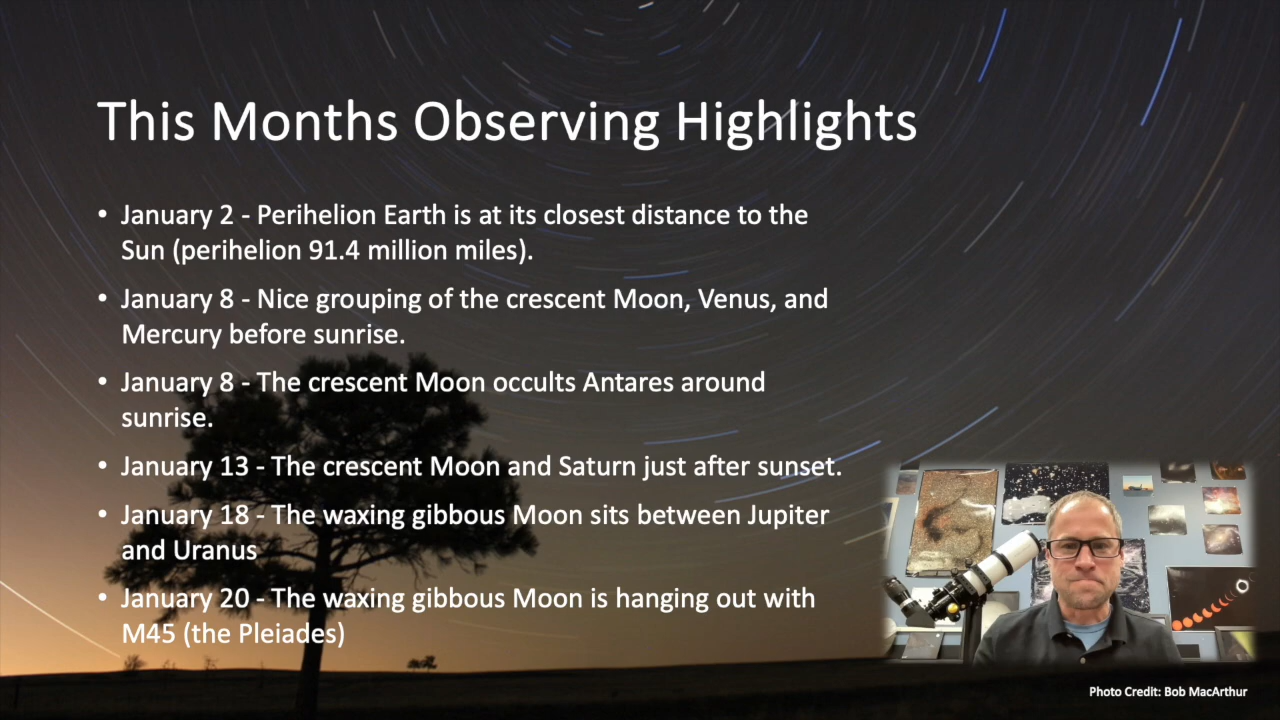 This Months Observing Highlights
• January 2 - Perihelion Earth is at its closest distance to the
Sun (perihelion 91.4 million miles).
• January 8 - Nice grouping of the crescent Moon, Venus, and
Mercury before sunrise.
• January 8 - The crescent Moon occults Antares around
sunrise.
• January 13 - The crescent Moon and Saturn just after sunset.
• January 18 - The waxing gibbous Moon sits between Jupiter
and Uranus
• January 20 - The waxing gibbous Moon is hanging out with
M45 (the Pleiades)
Photo Credit: Bob MacArthur